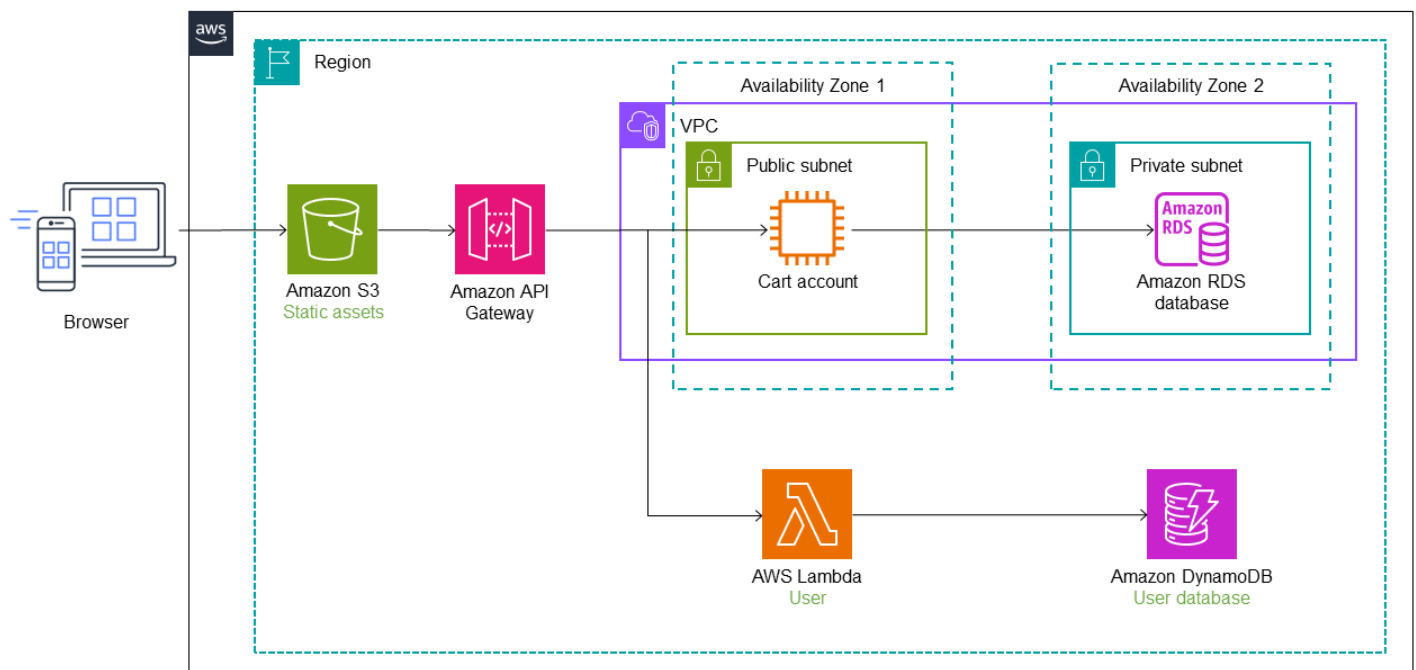 aws
Region
Availability Zone 1
Availability Zone 2
VPC
Public subnet
Private subnet
Amazon
RDS
</>
Browser
Amazon S3
Static assets
Amazon API
Gateway
Cart account
Amazon RDS
database
AWS Lambda
User
Amazon DynamoDB
User database